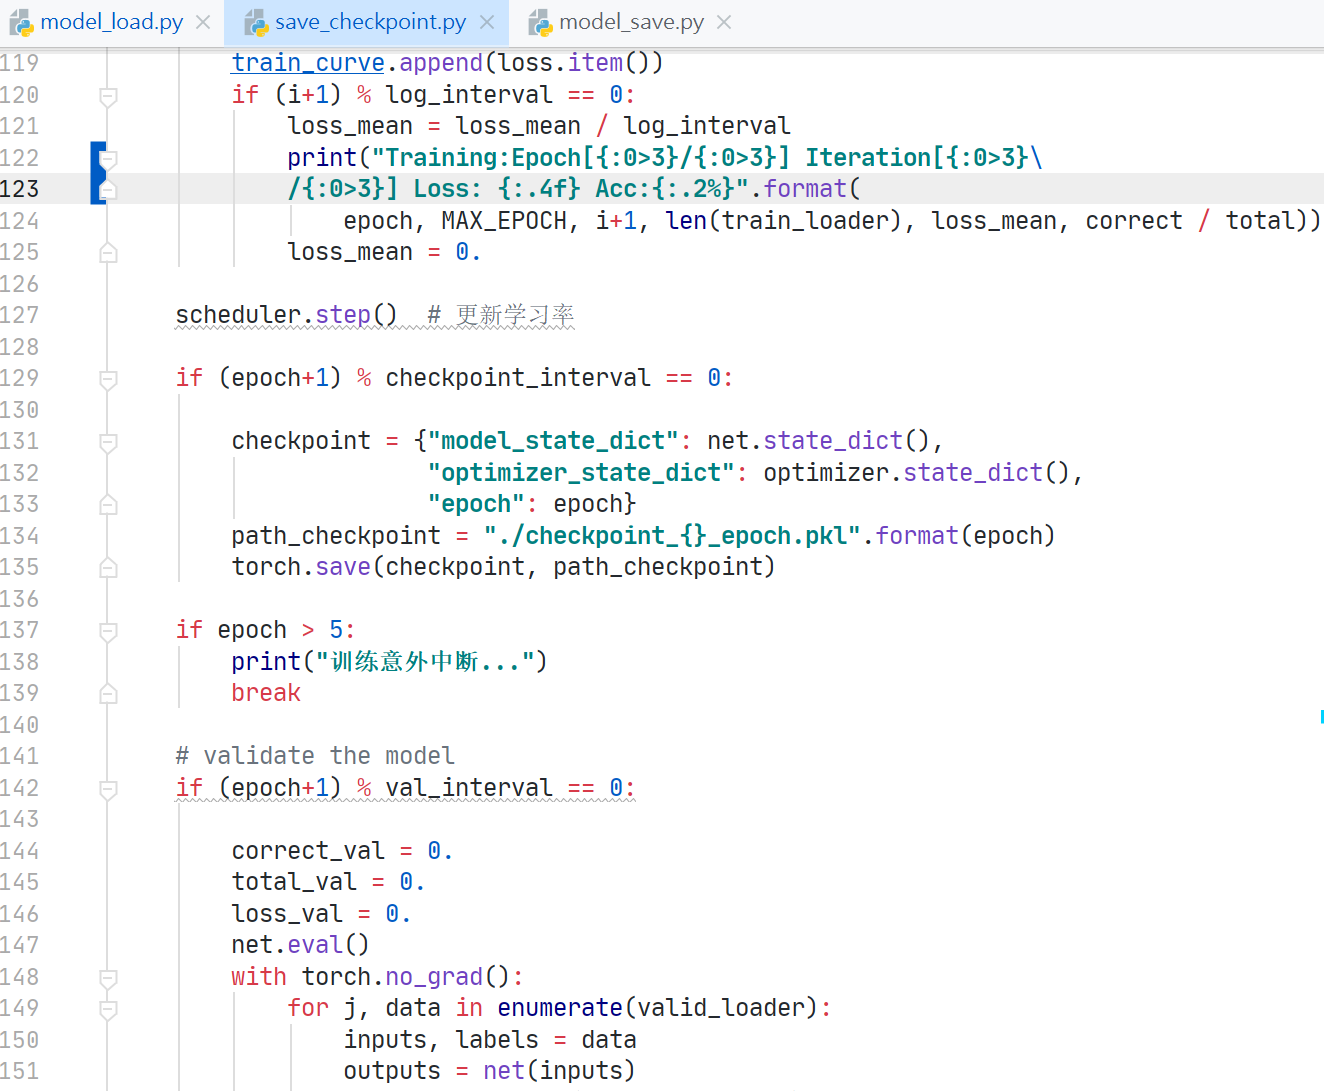 model_load.py save_checkpoint.py model_save.py
119 train_curve.append(loss.item())
120 if (i+1) % log_interval == 0:
121 loss_mean = loss_mean / log_interval
122 print("Training:Epoch[{:0>3}/{:0>3}] Iteration[{:0>3}\
123 /{:0>3}] Loss: {:.4f} Acc:{:.2%}".format(
124 epoch, MAX_EPOCH, i+1, len(train_loader), loss_mean, correct / total))
125 loss_mean = 0.
126
127 scheduler.step()  # 更新学习率
128
129 if (epoch+1) % checkpoint_interval == 0:
130
131 checkpoint = {"model_state_dict": net.state_dict(),
132 "optimizer_state_dict": optimizer.state_dict(),
133 "epoch": epoch}
134 path_checkpoint = "./checkpoint_{}_epoch.pkl".format(epoch)
135 torch.save(checkpoint, path_checkpoint)
136
137 if epoch > 5:
138 print("训练意外中断...")
139 break
140
141 # validate the model
142 if (epoch+1) % val_interval == 0:
143
144 correct_val = 0.
145 total_val = 0.
146 loss_val = 0.
147 net.eval()
148 with torch.no_grad():
149 for j, data in enumerate(valid_loader):
150 inputs, labels = data
151 outputs = net(inputs)